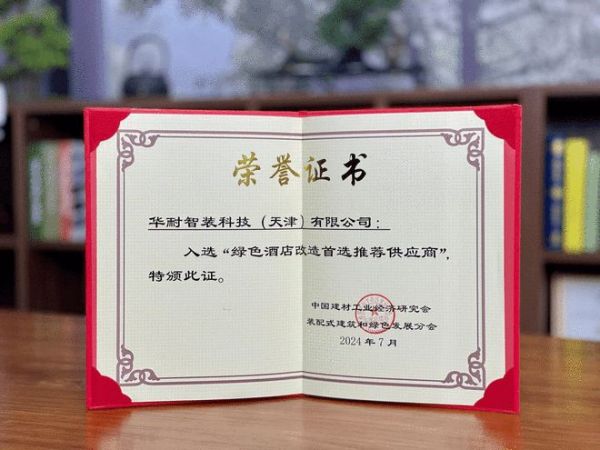 荣誉证书
华耐智装科技（天津）有限公司：
入选“绿色酒店改造首选推荐供应商”，
特颁此证。
中国建材工业经济研究会
装配式建筑和绿色发展分会
2024年7月